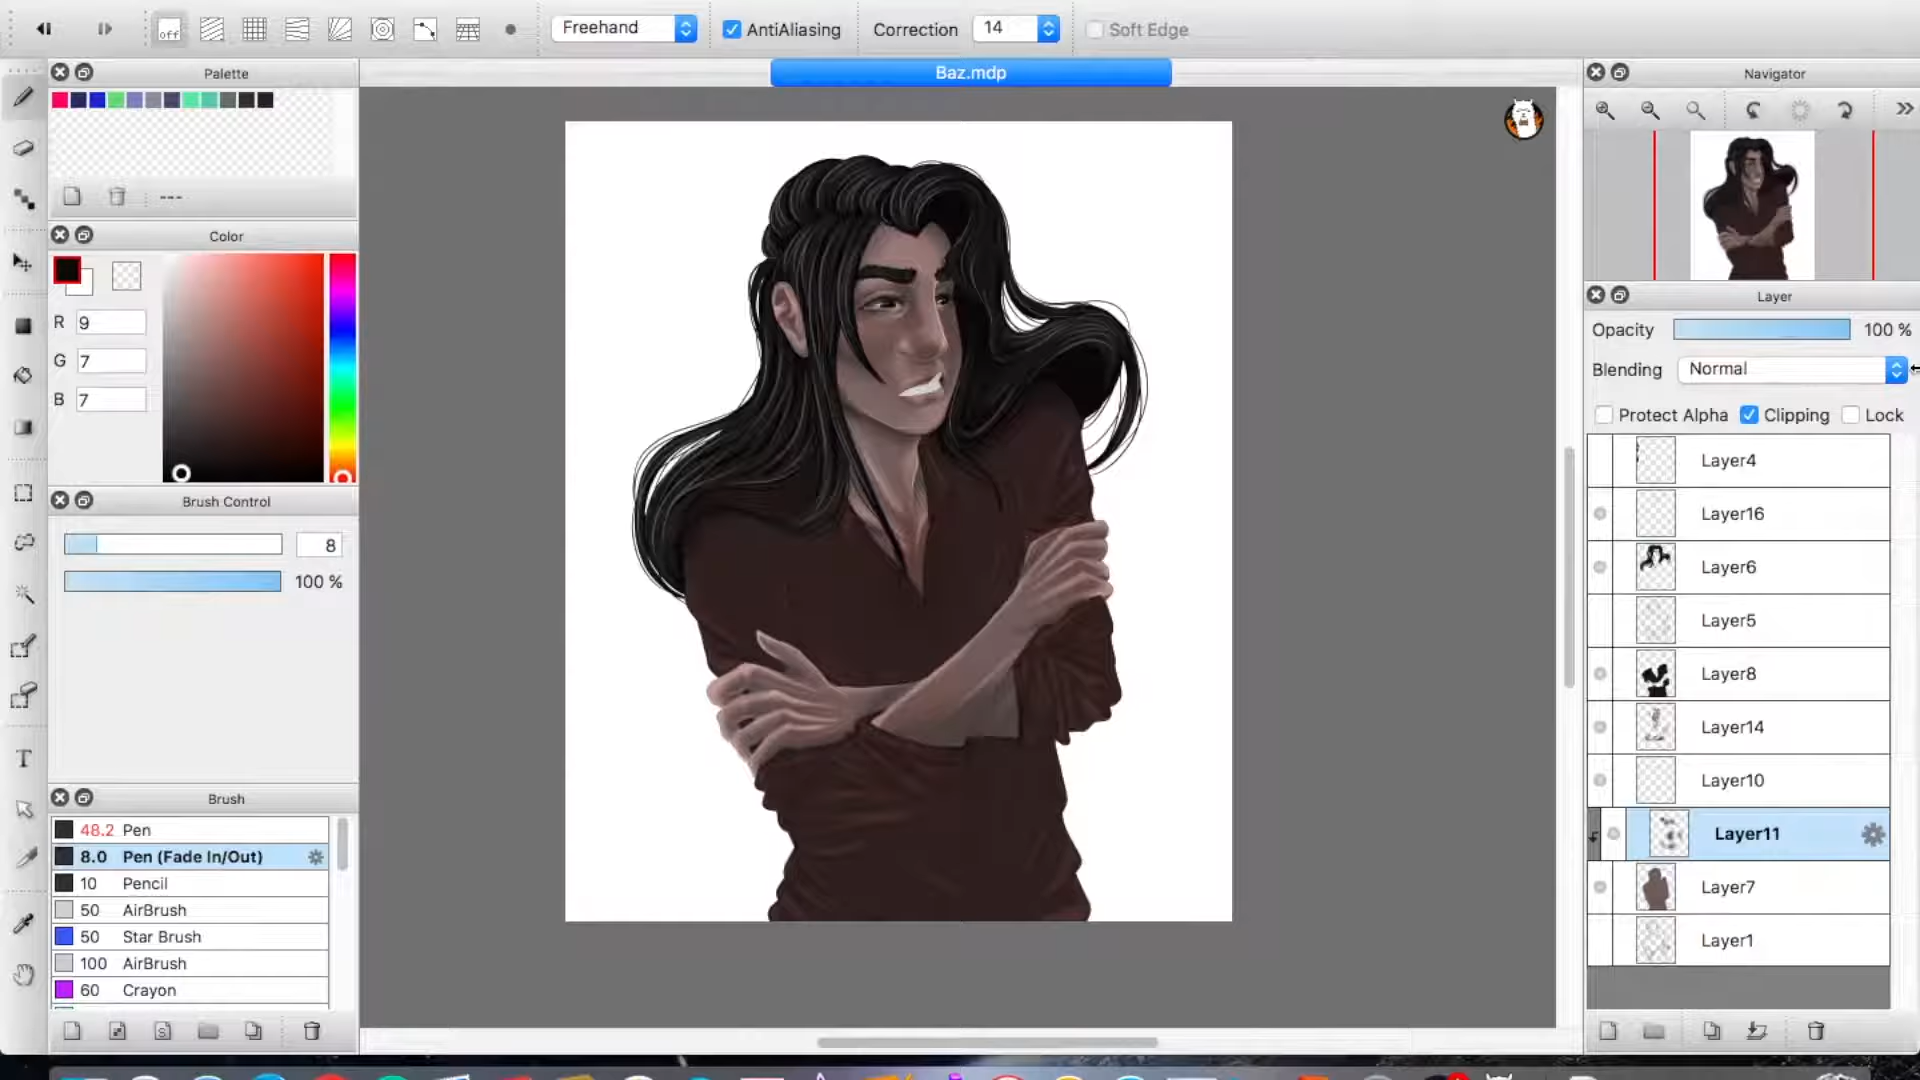 off
Freehand
AntiAliasing
Correction
14
Soft Edge
Palette
Baz.mdp
Navigator
---
Color
R 9
G 7
B 7
Layer
Opacity 100 %
Blending Normal
Protect Alpha Clipping Lock
Brush Control
8
100 %
Layer4
Layer16
Layer6
Layer5
Layer8
Layer14
Layer10
Layer11
Layer7
Layer1
T
Brush
48.2 Pen
8.0 Pen (Fade In/Out)
10 Pencil
50 AirBrush
50 Star Brush
100 AirBrush
60 Crayon
S